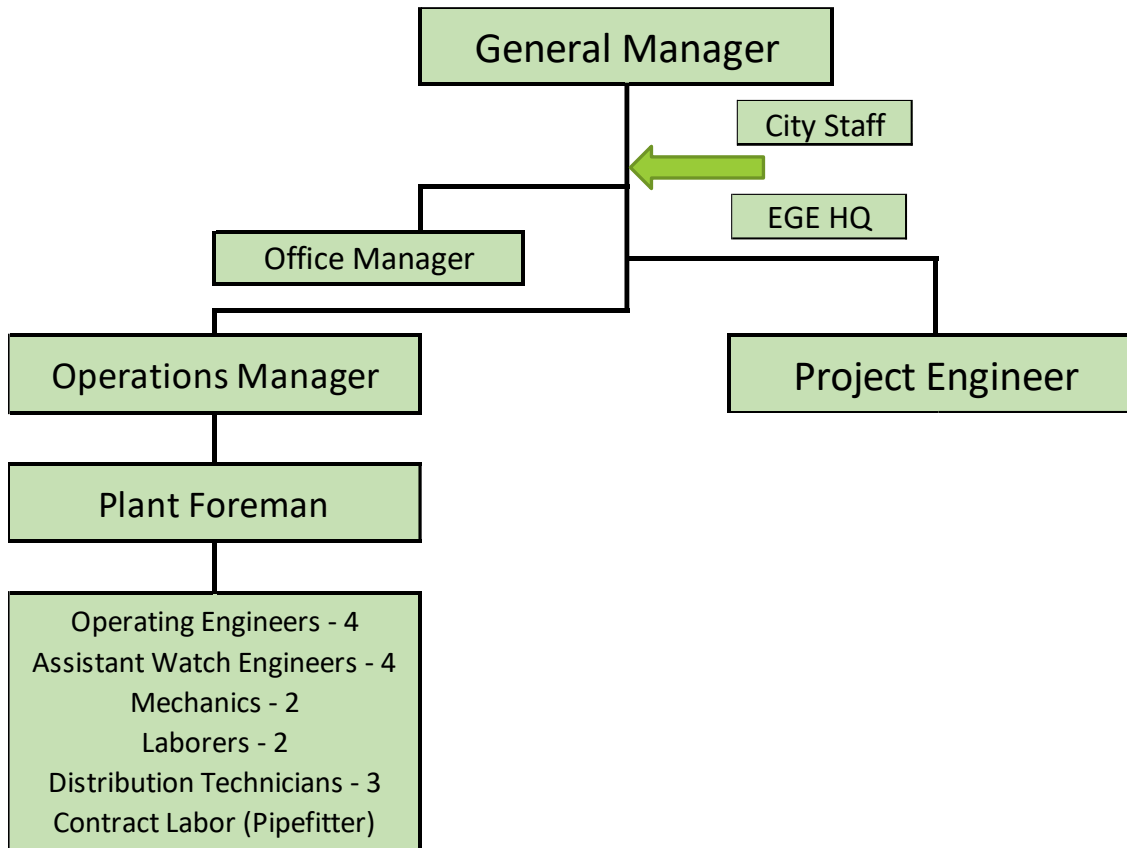 General Manager
City Staff
EGE HQ
Office Manager
Operations Manager
Project Engineer
Plant Foreman
Operating Engineers - 4
Assistant Watch Engineers - 4
Mechanics - 2
Laborers - 2
Distribution Technicians - 3
Contract Labor (Pipefitter)